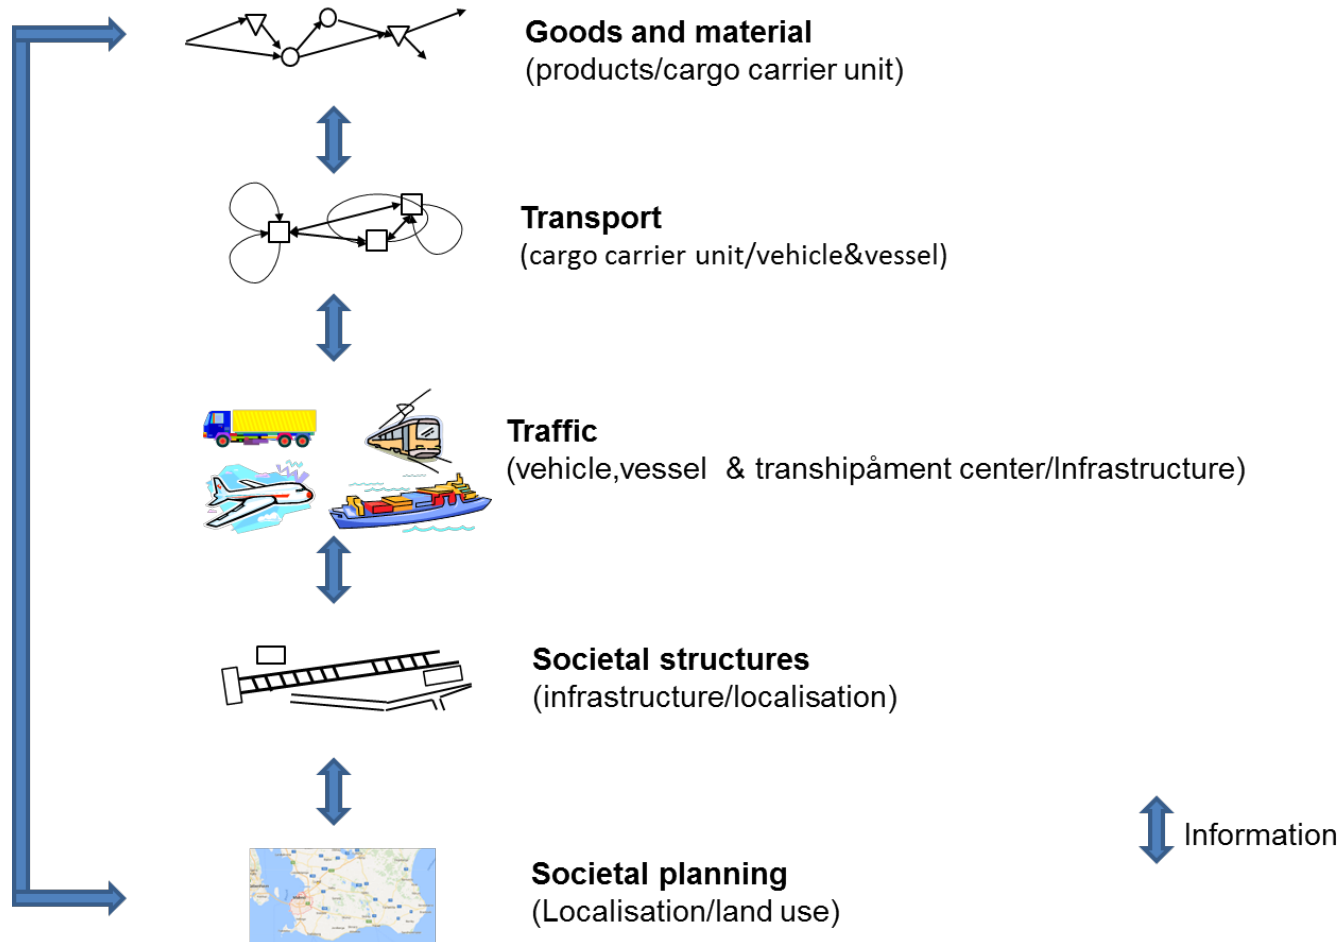 Goods and material
(products/cargo carrier unit)
Transport
(cargo carrier unit/vehicle&vessel)
Traffic
(vehicle,vessel & transhipåment center/Infrastructure)
Societal structures
(infrastructure/localisation)
Information
Societal planning
(Localisation/land use)